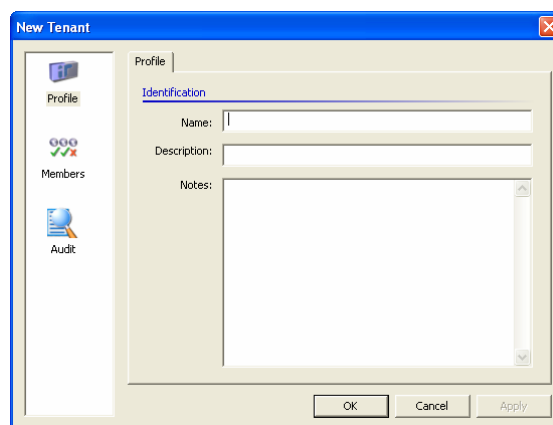 New Tenant
Profile
Members
Audit
Profile
Identification
Name:
Description:
Notes:
OK
Cancel
Apply